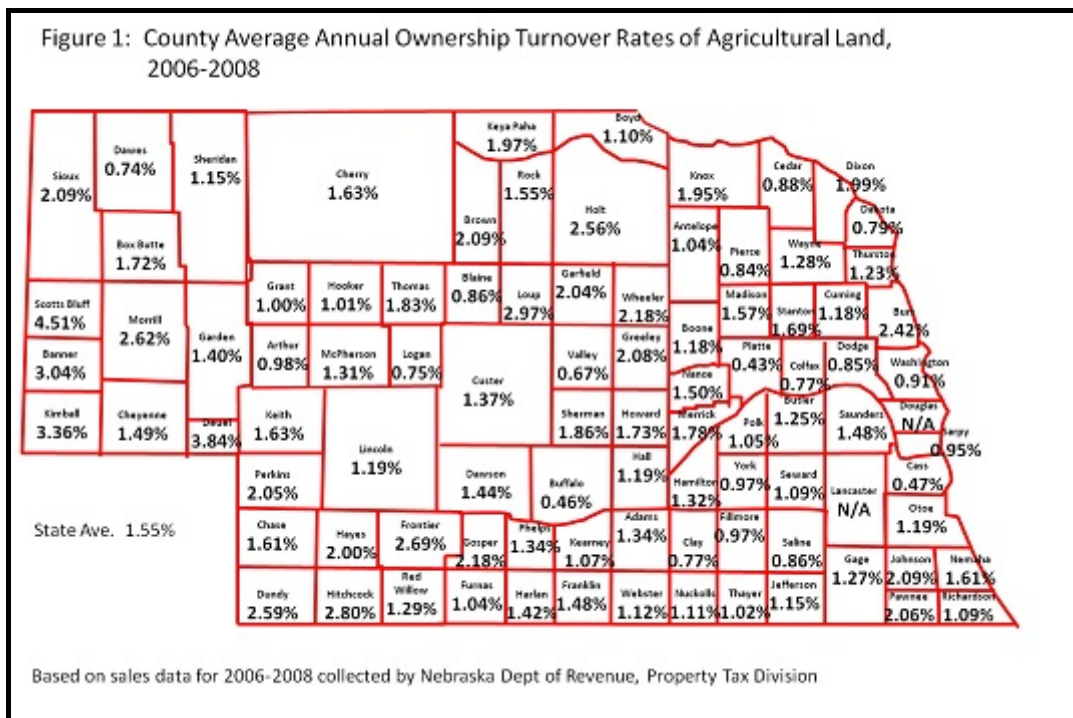 Figure 1: County Average Annual Ownership Turnover Rates of Agricultural Land,
2006-2008
Sioux
2.09%
Dawes
0.74%
Sheridan
1.15%
Cherry
1.63%
Keya Paha
1.97%
Boyd
1.10%
Brown
2.09%
Rock
1.55%
Holt
2.56%
Knox
1.95%
Cedar
0.88%
Dixon
1.99%
Dakota
0.79%
Antelope
1.04%
Pierce
0.84%
Wayne
1.28%
Thurston
1.23%
Box Butte
1.72%
Scotts Bluff
4.51%
Morrill
2.62%
Garden
1.40%
Grant
1.00%
Hooker
1.01%
Thomas
1.83%
Blaine
0.86%
Loup
2.97%
Garfield
2.04%
Wheeler
2.18%
Madison
1.57%
Stanton
1.69%
Cuming
1.18%
Burt
2.42%
Banner
3.04%
Arthur
0.98%
McPherson
1.31%
Logan
0.75%
Custer
1.37%
Valley
0.67%
Greeley
2.08%
Boone
1.18%
Nance
1.50%
Platte
0.43%
Colfax
0.77%
Dodge
0.85%
Washington
0.91%
Kimball
3.36%
Cheyenne
1.49%
Deuel
3.84%
Keith
1.63%
Lincoln
1.19%
Sherman
1.86%
Howard
1.73%
Merrick
1.78%
Polk
1.05%
Butler
1.25%
Saunders
1.48%
Douglas
N/A
Sarpy
0.95%
Perkins
2.05%
Dawson
1.44%
Buffalo
0.46%
Hall
1.19%
Hamilton
1.32%
York
0.97%
Seward
1.09%
Lancaster
N/A
Cass
0.47%
Otoe
1.19%
State Ave. 1.55%
Chase
1.61%
Hayes
2.00%
Frontier
2.69%
Gosper
2.18%
Phelps
1.34%
Kearney
1.07%
Adams
1.34%
Clay
0.77%
Fillmore
0.97%
Saline
0.86%
Gage
1.27%
Johnson
2.09%
Nemaha
1.61%
Dundy
2.59%
Hitchcock
2.80%
Red
Willow
1.29%
Furnas
1.04%
Harlan
1.42%
Franklin
1.48%
Webster
1.12%
Nuckolls
1.11%
Thayer
1.02%
Jefferson
1.15%
Pawnee
2.06%
Richardson
1.09%
Based on sales data for 2006-2008 collected by Nebraska Dept of Revenue, Property Tax Division